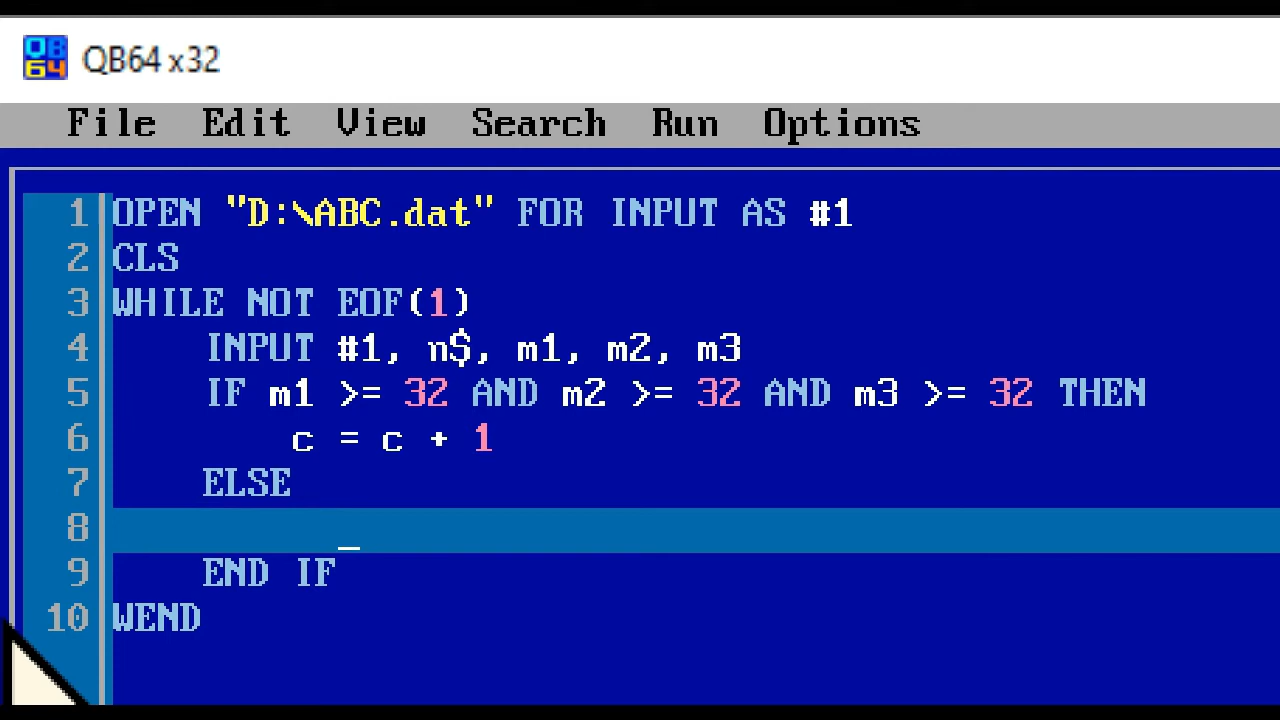 QB64 x32
File Edit View Search Run Options
1 OPEN "D:\ABC.dat" FOR INPUT AS #1
2 CLS
3 WHILE NOT EOF(1)
4 INPUT #1, n$, m1, m2, m3
5 IF m1 >= 32 AND m2 >= 32 AND m3 >= 32 THEN
6 c = c + 1
7 ELSE
8 _
9 END IF
10 WEND